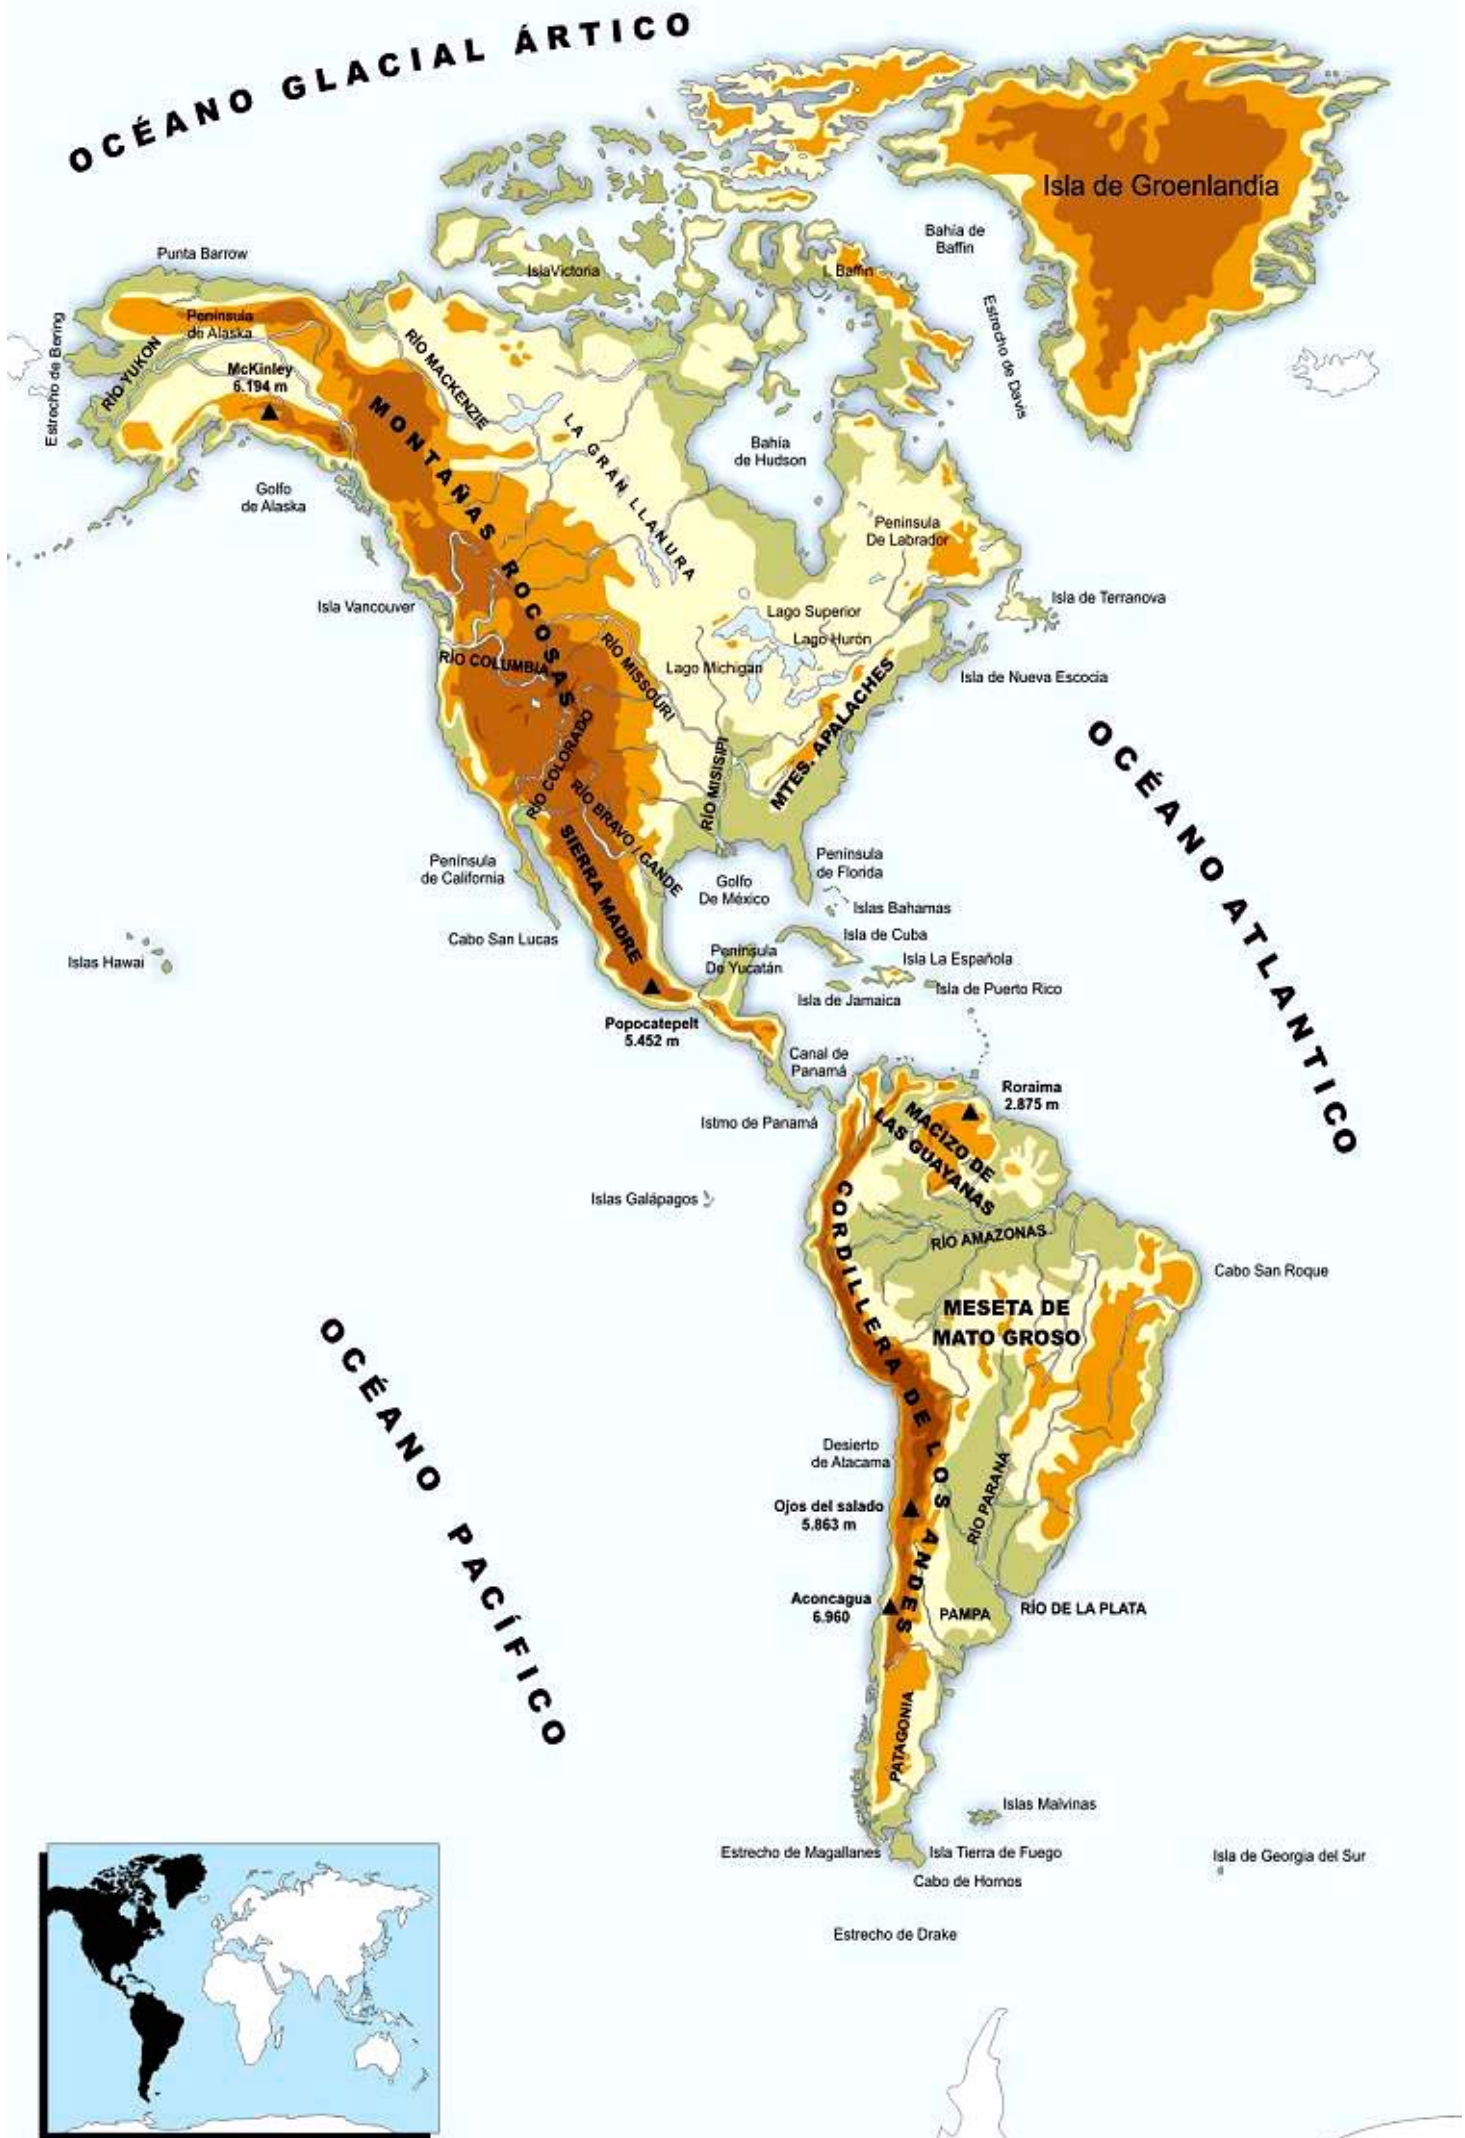 OCÉANO GLACIAL ÁRTICO
Isla de Groenlandia
Bahía de
Baffin
Punta Barrow
IslaVictoria
I. Baffin
Estrecho de Bering
Península
de Alaska
RÍO YUKON
McKinley
6.194 m
RÍO MACKENZIE
Estrecho de Davis
MONTAÑAS ROCOSAS
LA GRAN LLANURA
Bahía
de Hudson
Golfo
de Alaska
Península
De Labrador
Isla Vancouver
Isla de Terranova
Lago Superior
Lago Hurón
Lago Michigan
RÍO COLUMBIA
RÍO MISSOURI
Isla de Nueva Escocia
MTES. APALACHES
RÍO COLORADO
RÍO MISISIPI
RÍO BRAVO / GANDE
OCÉANO ATLANTICO
SIERRA MADRE
Península
de California
Península
de Florida
Golfo
De México
Islas Bahamas
Cabo San Lucas
Isla de Cuba
Península
De Yucatán
Isla La Española
Islas Hawai
Isla de Jamaica
Isla de Puerto Rico
Popocatepelt
5.452 m
Canal de
Panamá
Roraima
2.875 m
Istmo de Panamá
MACIZO DE
LAS GUAYANAS
Islas Galápagos
CORDILLERA DE LOS ANDES
RÍO AMAZONAS
Cabo San Roque
MESETA DE
MATO GROSO
OCÉANO PACÍFICO
Desierto
de Atacama
RÍO PARANÁ
Ojos del salado
5.863 m
Aconcagua
6.960
PAMPA
RÍO DE LA PLATA
PATAGONIA
Islas Malvinas
Estrecho de Magallanes
Isla Tierra de Fuego
Isla de Georgia del Sur
Cabo de Hornos
Estrecho de Drake